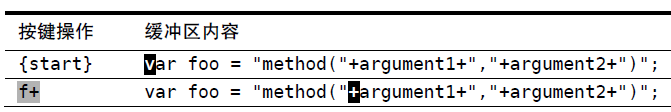 按键操作 缓冲区内容
{start} var foo = "method("+argument1+","+argument2+")";
f+ var foo = "method("+argument1+","+argument2+")";